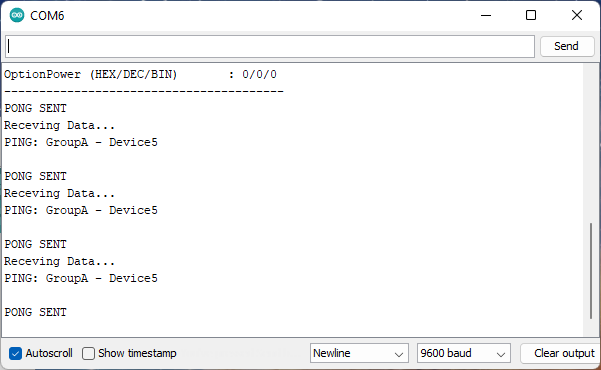 COM6
Send
OptionPower (HEX/DEC/BIN)       : 0/0/0
----------------------------------------
PONG SENT
Receving Data...
PING: GroupA - Device5
PONG SENT
Receving Data...
PING: GroupA - Device5
PONG SENT
Receving Data...
PING: GroupA - Device5
PONG SENT
Autoscroll Show timestamp Newline 9600 baud Clear output